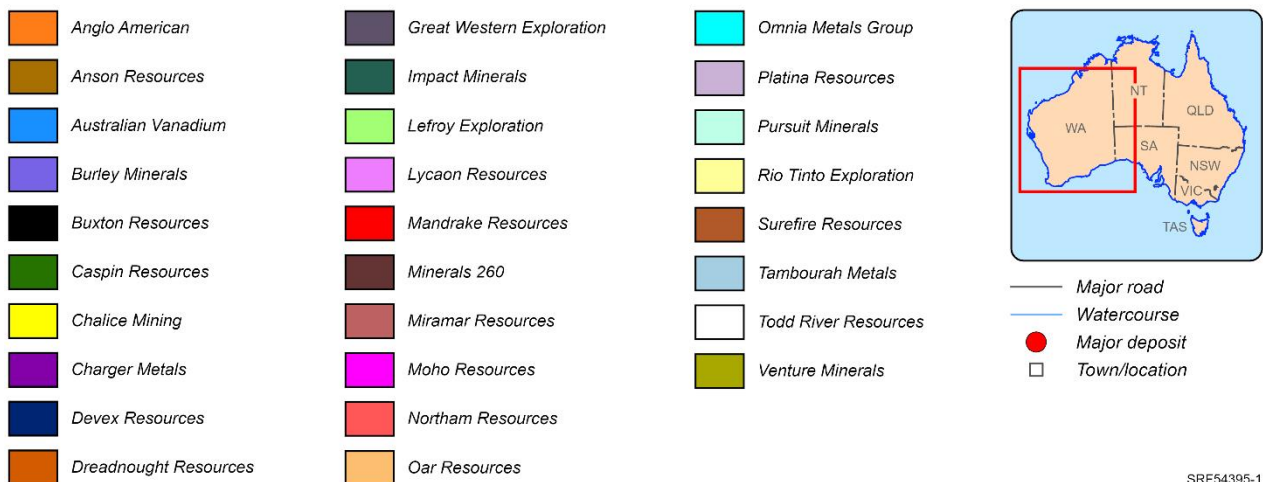 Anglo American
Anson Resources
Australian Vanadium
Burley Minerals
Buxton Resources
Caspin Resources
Chalice Mining
Charger Metals
Devex Resources
Dreadnought Resources
Great Western Exploration
Impact Minerals
Lefroy Exploration
Lycaon Resources
Mandrake Resources
Minerals 260
Miramar Resources
Moho Resources
Northam Resources
Oar Resources
Omnia Metals Group
Platina Resources
Pursuit Minerals
Rio Tinto Exploration
Surefire Resources
Tambourah Metals
Todd River Resources
Venture Minerals
NT
QLD
WA
SA
NSW
VIC
TAS
Major road
Watercourse
Major deposit
Town/location
SRF54395-1